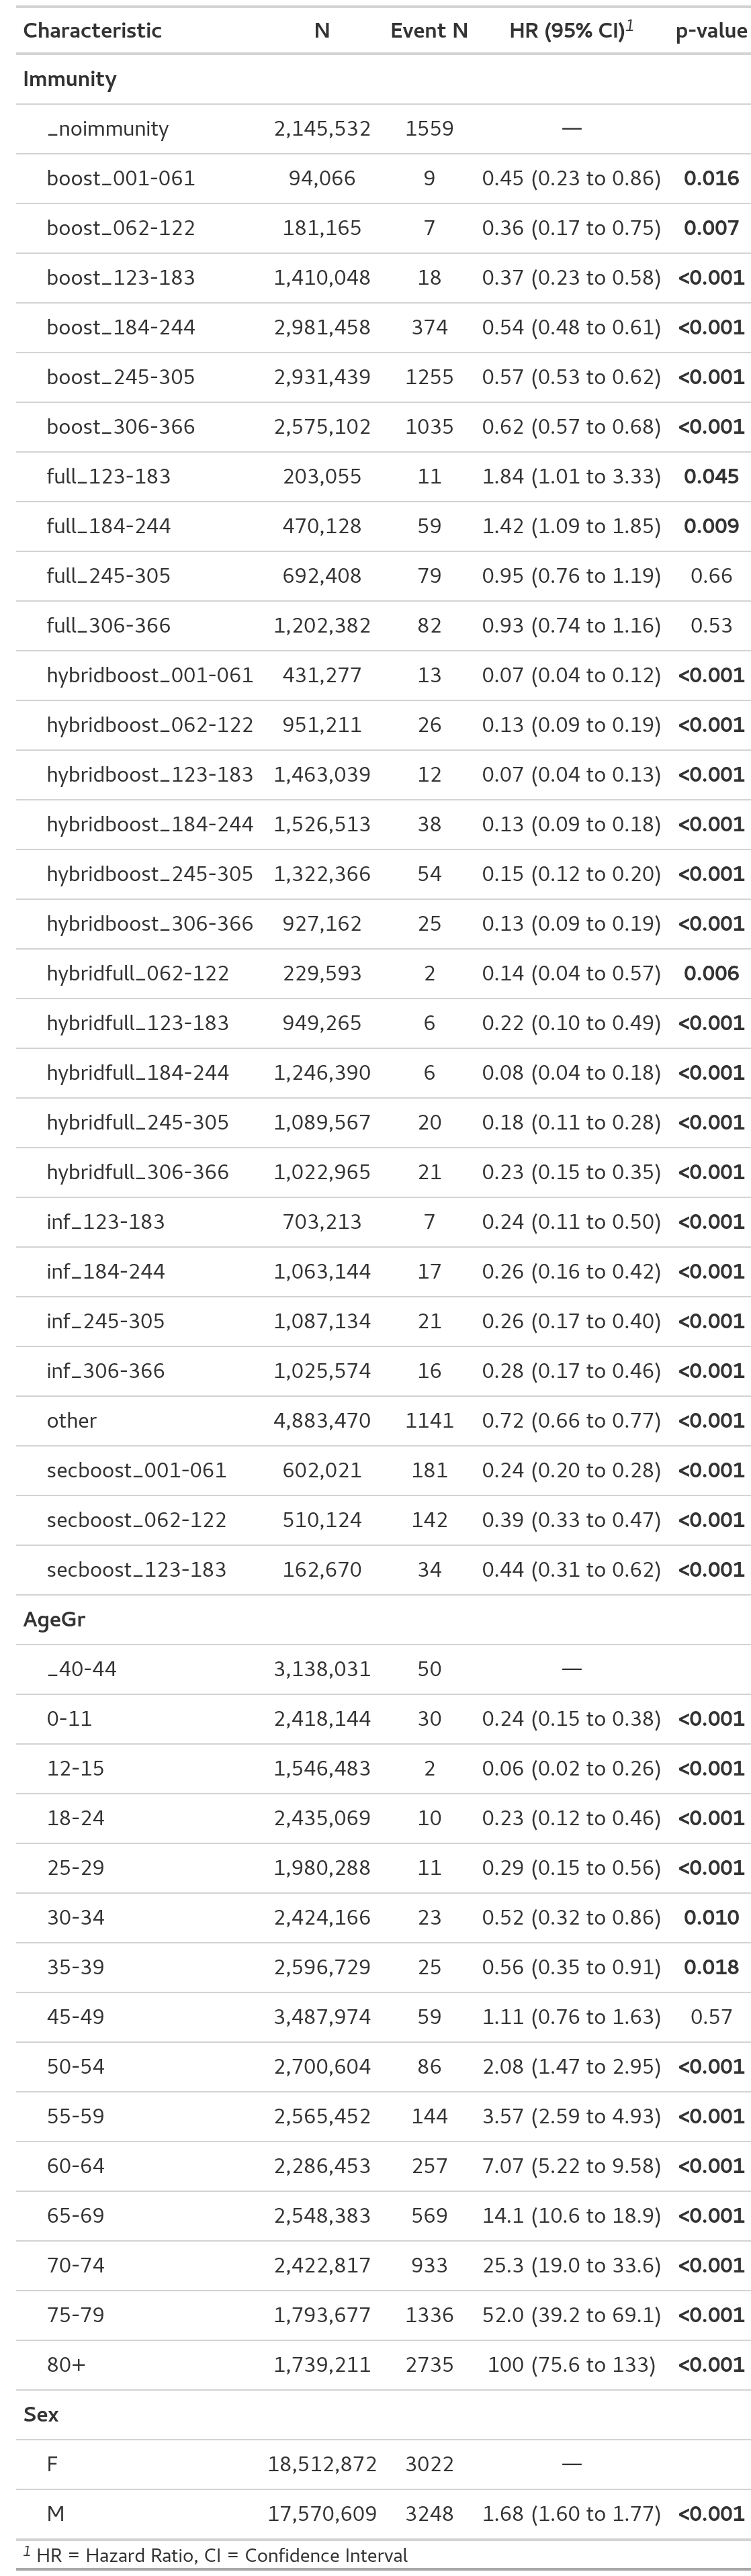 Characteristic N Event N HR (95% CI)1 p-value
Immunity
_noimmunity 2,145,532 1559 —
boost_001-061 94,066 9 0.45 (0.23 to 0.86) 0.016
boost_062-122 181,165 7 0.36 (0.17 to 0.75) 0.007
boost_123-183 1,410,048 18 0.37 (0.23 to 0.58) <0.001
boost_184-244 2,981,458 374 0.54 (0.48 to 0.61) <0.001
boost_245-305 2,931,439 1255 0.57 (0.53 to 0.62) <0.001
boost_306-366 2,575,102 1035 0.62 (0.57 to 0.68) <0.001
full_123-183 203,055 11 1.84 (1.01 to 3.33) 0.045
full_184-244 470,128 59 1.42 (1.09 to 1.85) 0.009
full_245-305 692,408 79 0.95 (0.76 to 1.19) 0.66
full_306-366 1,202,382 82 0.93 (0.74 to 1.16) 0.53
hybridboost_001-061 431,277 13 0.07 (0.04 to 0.12) <0.001
hybridboost_062-122 951,211 26 0.13 (0.09 to 0.19) <0.001
hybridboost_123-183 1,463,039 12 0.07 (0.04 to 0.13) <0.001
hybridboost_184-244 1,526,513 38 0.13 (0.09 to 0.18) <0.001
hybridboost_245-305 1,322,366 54 0.15 (0.12 to 0.20) <0.001
hybridboost_306-366 927,162 25 0.13 (0.09 to 0.19) <0.001
hybridfull_062-122 229,593 2 0.14 (0.04 to 0.57) 0.006
hybridfull_123-183 949,265 6 0.22 (0.10 to 0.49) <0.001
hybridfull_184-244 1,246,390 6 0.08 (0.04 to 0.18) <0.001
hybridfull_245-305 1,089,567 20 0.18 (0.11 to 0.28) <0.001
hybridfull_306-366 1,022,965 21 0.23 (0.15 to 0.35) <0.001
inf_123-183 703,213 7 0.24 (0.11 to 0.50) <0.001
inf_184-244 1,063,144 17 0.26 (0.16 to 0.42) <0.001
inf_245-305 1,087,134 21 0.26 (0.17 to 0.40) <0.001
inf_306-366 1,025,574 16 0.28 (0.17 to 0.46) <0.001
other 4,883,470 1141 0.72 (0.66 to 0.77) <0.001
secboost_001-061 602,021 181 0.24 (0.20 to 0.28) <0.001
secboost_062-122 510,124 142 0.39 (0.33 to 0.47) <0.001
secboost_123-183 162,670 34 0.44 (0.31 to 0.62) <0.001
AgeGr
_40-44 3,138,031 50 —
0-11 2,418,144 30 0.24 (0.15 to 0.38) <0.001
12-15 1,546,483 2 0.06 (0.02 to 0.26) <0.001
18-24 2,435,069 10 0.23 (0.12 to 0.46) <0.001
25-29 1,980,288 11 0.29 (0.15 to 0.56) <0.001
30-34 2,424,166 23 0.52 (0.32 to 0.86) 0.010
35-39 2,596,729 25 0.56 (0.35 to 0.91) 0.018
45-49 3,487,974 59 1.11 (0.76 to 1.63) 0.57
50-54 2,700,604 86 2.08 (1.47 to 2.95) <0.001
55-59 2,565,452 144 3.57 (2.59 to 4.93) <0.001
60-64 2,286,453 257 7.07 (5.22 to 9.58) <0.001
65-69 2,548,383 569 14.1 (10.6 to 18.9) <0.001
70-74 2,422,817 933 25.3 (19.0 to 33.6) <0.001
75-79 1,793,677 1336 52.0 (39.2 to 69.1) <0.001
80+ 1,739,211 2735 100 (75.6 to 133) <0.001
Sex
F 18,512,872 3022 —
M 17,570,609 3248 1.68 (1.60 to 1.77) <0.001
1 HR = Hazard Ratio, CI = Confidence Interval